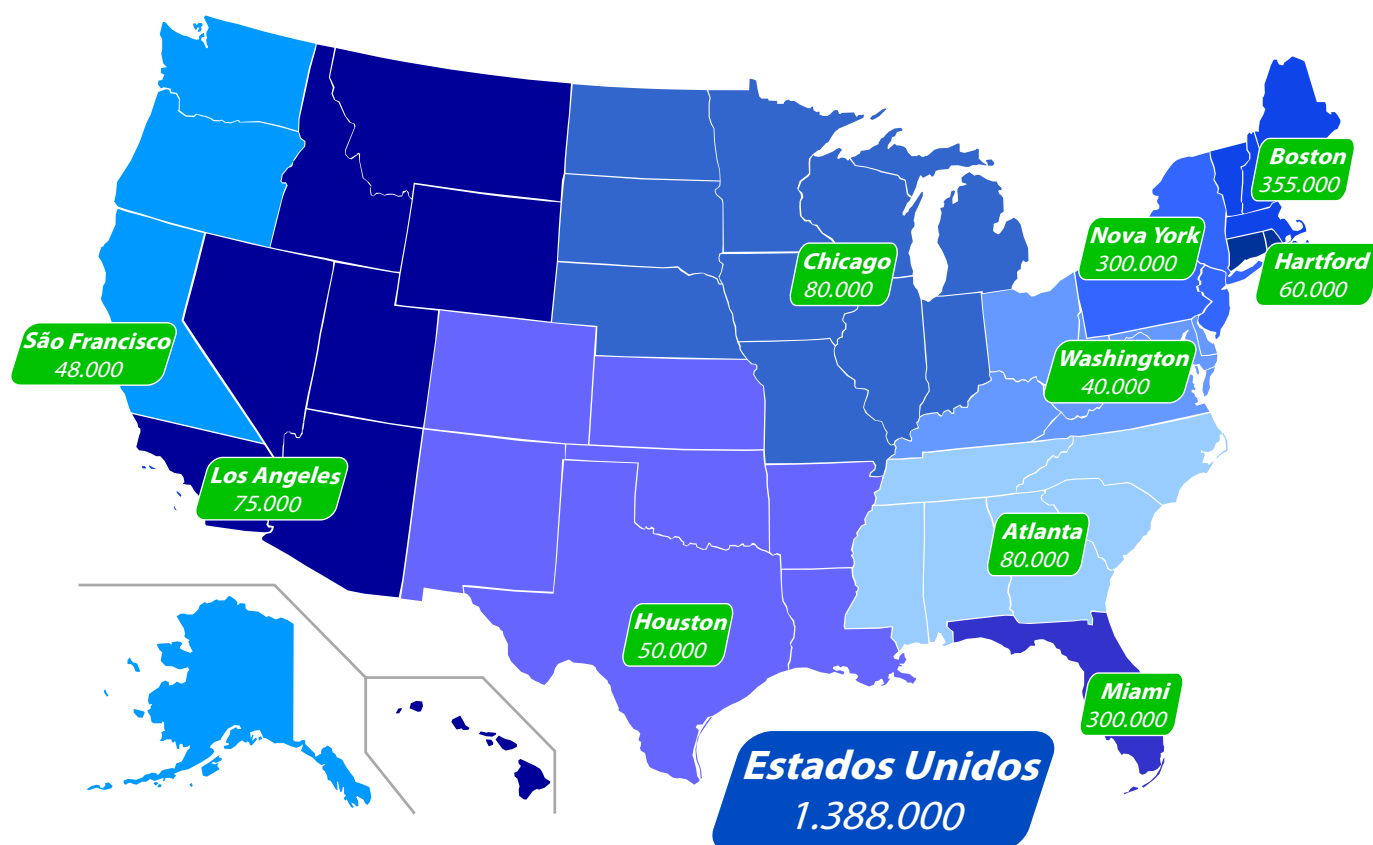 Boston
355.000
Nova York
300.000
Hartford
60.000
Chicago
80.000
São Francisco
48.000
Washington
40.000
Los Angeles
75.000
Atlanta
80.000
Houston
50.000
Miami
300.000
Estados Unidos
1.388.000